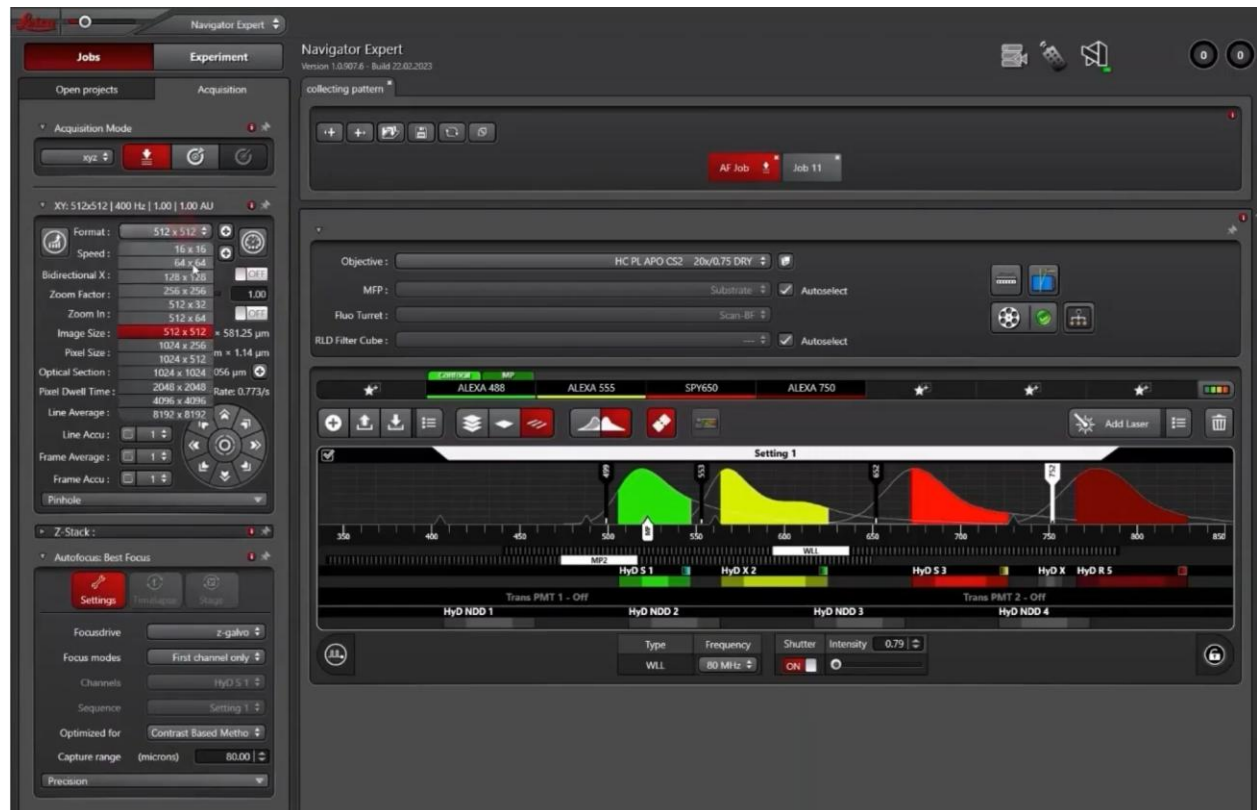 Leica
Navigator Expert
Jobs
Experiment
Open projects
Acquisition
Acquisition Mode
xyz
XY: 512x512 | 400 Hz | 1.00 | 1.00 AU
Format :
512 x 512
Speed :
16 x 16
64 x 64
Bidirectional X :
128 x 128
OFF
Zoom Factor :
256 x 256
1.00
512 x 32
Zoom In :
512 x 64
OFF
Image Size :
512 x 512
× 581.25 µm
1024 x 256
Pixel Size :
1024 x 512
m × 1.14 µm
Optical Section :
1024 x 1024
056 µm
Pixel Dwell Time :
2048 x 2048
Rate: 0.773/s
4096 x 4096
Line Average :
8192 x 8192
Line Accu :
1
Frame Average :
1
Frame Accu :
1
Pinhole
Z-Stack :
Autofocus: Best Focus
Settings
Timelapse
Stage
Focusdrive
z-galvo
Focus modes
First channel only
Channels
HyD S 1
Sequence
Setting 1
Optimized for
Contrast Based Metho
Capture range (microns)
80.00
Precision
Navigator Expert
Version 1.0.907.6 - Build 22.02.2023
0
0
collecting pattern
AF Job
Job 11
Objective :
HC PL APO CS2 20x/0.75 DRY
MFP :
Substrate
Autoselect
Fluo Turret :
Scan-BF
RLD Filter Cube :
---
Autoselect
Confocal
MP
ALEXA 488
ALEXA 555
SPY650
ALEXA 750
Add Laser
Setting 1
499
553
652
752
MP
350
400
450
500
550
600
650
700
750
800
850
WLL
MP2
HyD S 1
HyD X 2
HyD S 3
HyD X
HyD R 5
Trans PMT 1 - Off
Trans PMT 2 - Off
HyD NDD 1
HyD NDD 2
HyD NDD 3
HyD NDD 4
Type
Frequency
Shutter
Intensity
0.79
WLL
80 MHz
ON